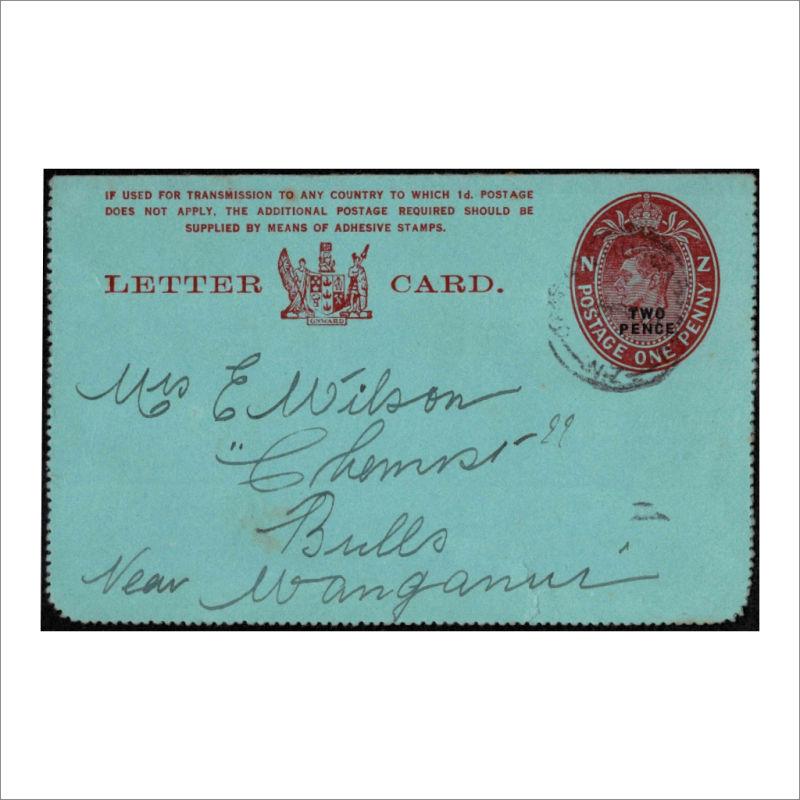 IF USED FOR TRANSMISSION TO ANY COUNTRY TO WHICH 1d. POSTAGE
DOES NOT APPLY, THE ADDITIONAL POSTAGE REQUIRED SHOULD BE
SUPPLIED BY MEANS OF ADHESIVE STAMPS.
LETTER CARD.
ONWARD
N Z
POSTAGE ONE PENNY
TWO
PENCE
N.Z
Mrs E Wilson
"Chemist"
Bulls
Near Wanganui